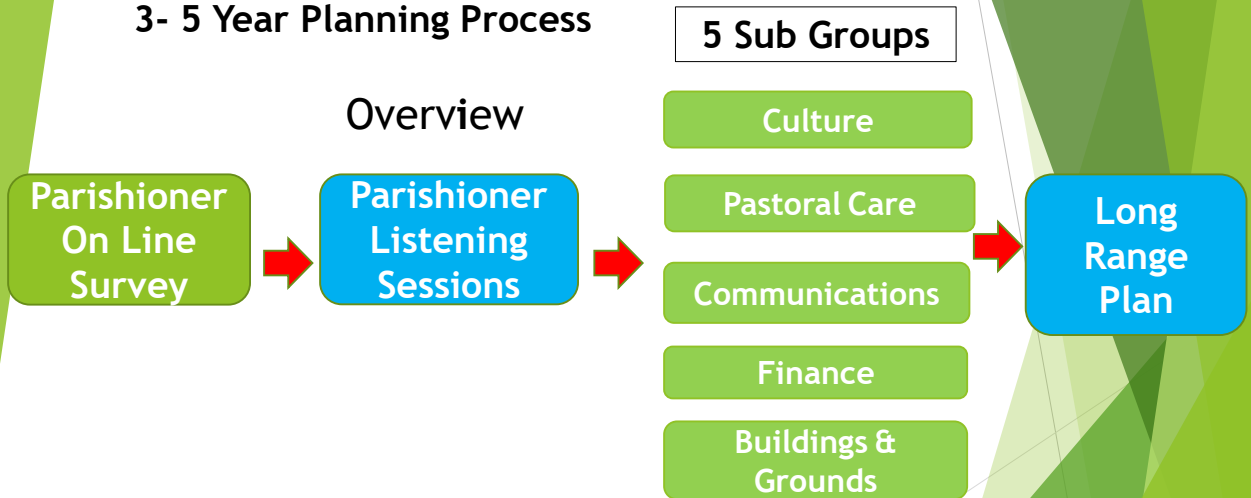 3- 5 Year Planning Process
Overview
Parishioner
On Line
Survey
Parishioner
Listening
Sessions
5 Sub Groups
Culture
Pastoral Care
Communications
Finance
Buildings &
Grounds
Long
Range
Plan